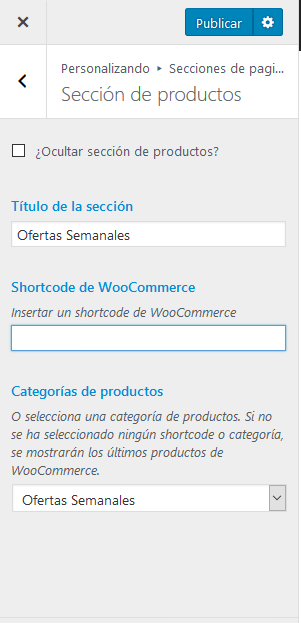 Publicar
Personalizando ▸ Secciones de pagi...
Sección de productos
¿Ocultar sección de productos?
Título de la sección
Ofertas Semanales
Shortcode de WooCommerce
Insertar un shortcode de WooCommerce
Categorías de productos
O selecciona una categoría de productos. Si no
se ha seleccionado ningún shortcode o categoría,
se mostrarán los últimos productos de
WooCommerce.
Ofertas Semanales